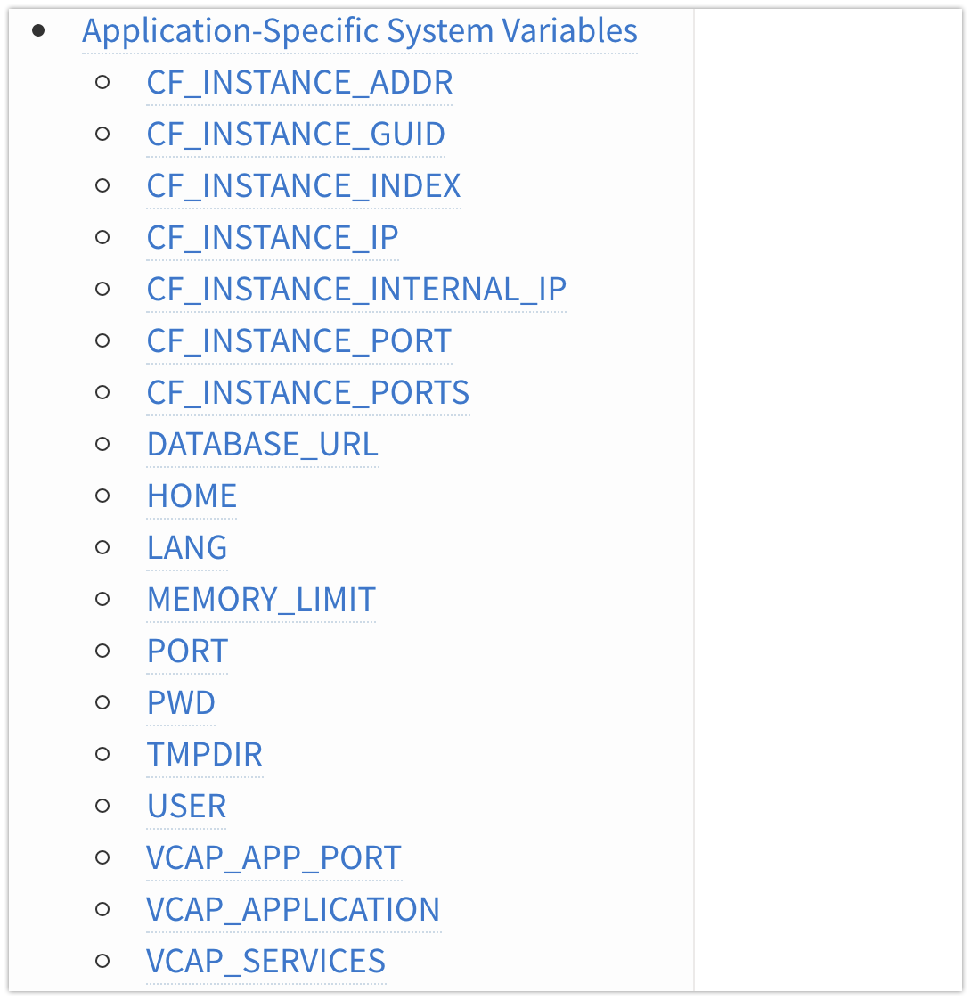 Application-Specific System Variables
CF_INSTANCE_ADDR
CF_INSTANCE_GUID
CF_INSTANCE_INDEX
CF_INSTANCE_IP
CF_INSTANCE_INTERNAL_IP
CF_INSTANCE_PORT
CF_INSTANCE_PORTS
DATABASE_URL
HOME
LANG
MEMORY_LIMIT
PORT
PWD
TMPDIR
USER
VCAP_APP_PORT
VCAP_APPLICATION
VCAP_SERVICES